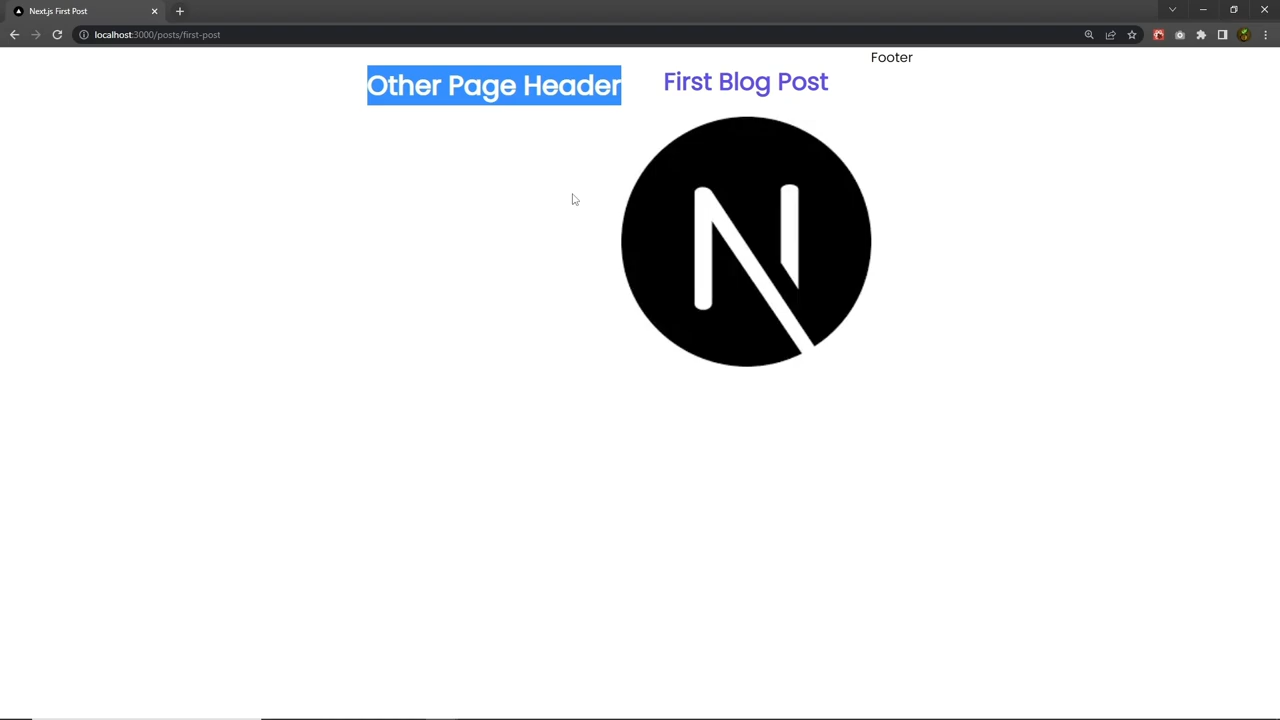 Next.js First Post
localhost:3000/posts/first-post
Footer
Other Page Header
First Blog Post